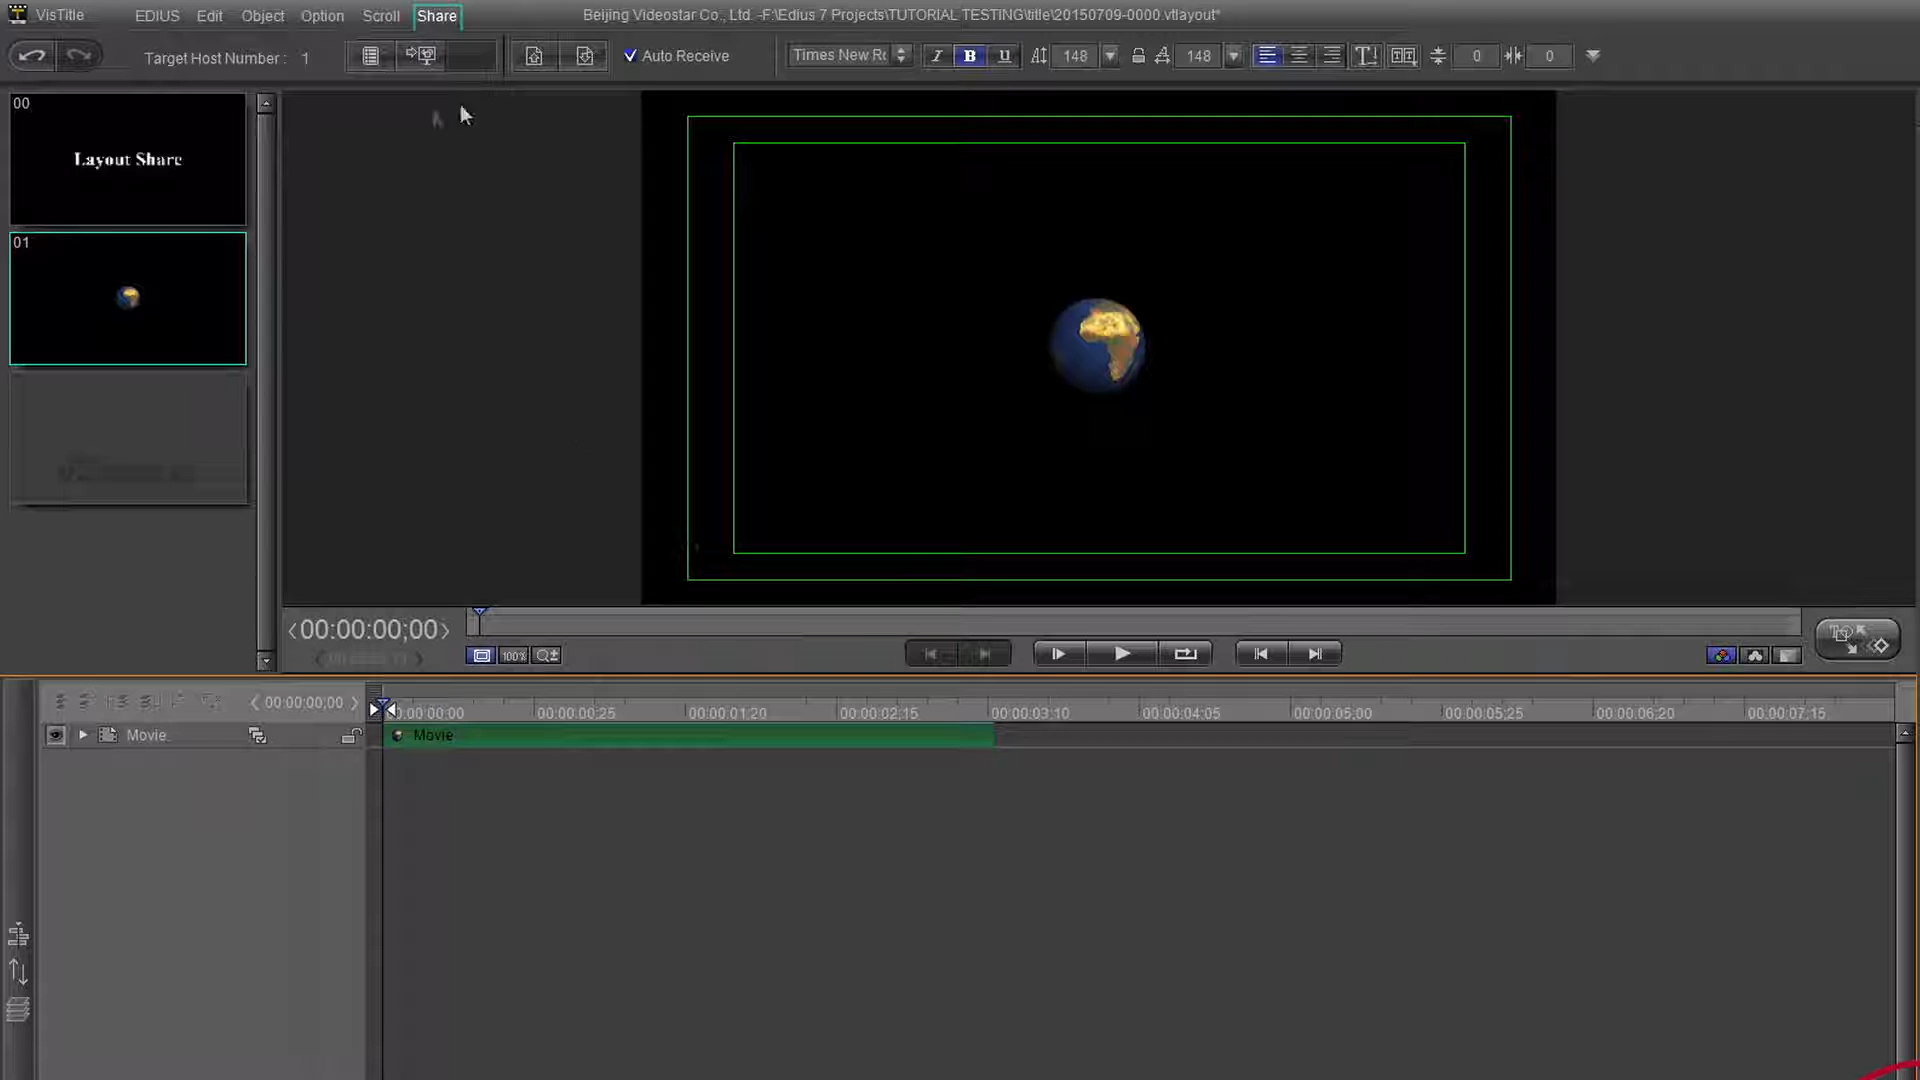 VisTitle EDIUS Edit Object Option Scroll Share Beijing Videostar Co., Ltd. -F:\Edius 7 Projects\TUTORIAL TESTING\title\20150709-0000.vtlayout*
Target Host Number : 1 Auto Receive Times New Ro I B U 148 148 0 0
00
Layout Share
01
00:00:00;00
100%
00:00:00;00 0:00:00:00 00:00:00:25 00:00:01:20 00:00:02:15 00:00:03:10 00:00:04:05 00:00:05:00 00:00:05:25 00:00:06:20 00:00:07:15
Movie Movie